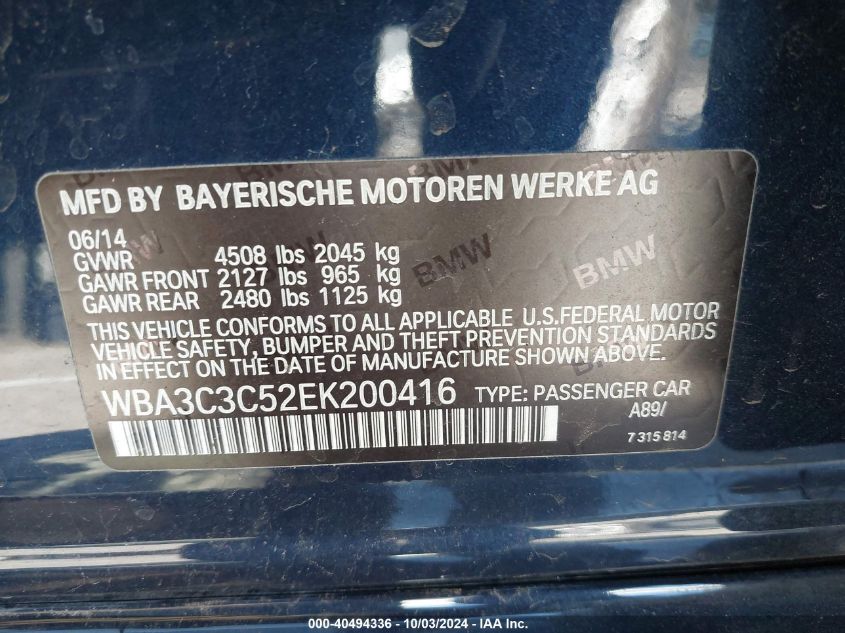 MFD BY BAYERISCHE MOTOREN WERKE AG
06/14
GVWR 4508 lbs 2045 kg
GAWR FRONT 2127 lbs 965 kg
GAWR REAR 2480 lbs 1125 kg
THIS VEHICLE CONFORMS TO ALL APPLICABLE U.S.FEDERAL MOTOR
VEHICLE SAFETY, BUMPER AND THEFT PREVENTION STANDARDS
IN EFFECT ON THE DATE OF MANUFACTURE SHOWN ABOVE.
WBA3C3C52EK200416 TYPE: PASSENGER CAR
A89/
7315814
000-40494336 - 10/03/2024 - IAAI.com